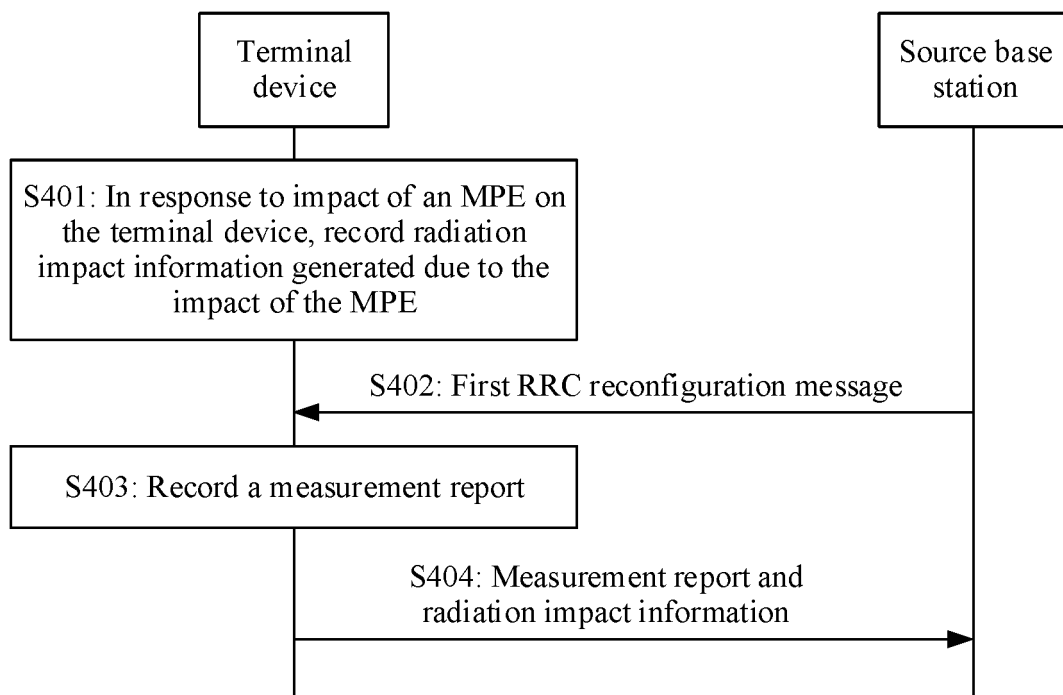 Terminal
device
Source base
station
S401: In response to impact of an MPE on
the terminal device, record radiation
impact information generated due to the
impact of the MPE
S402: First RRC reconfiguration message
S403: Record a measurement report
S404: Measurement report and
radiation impact information